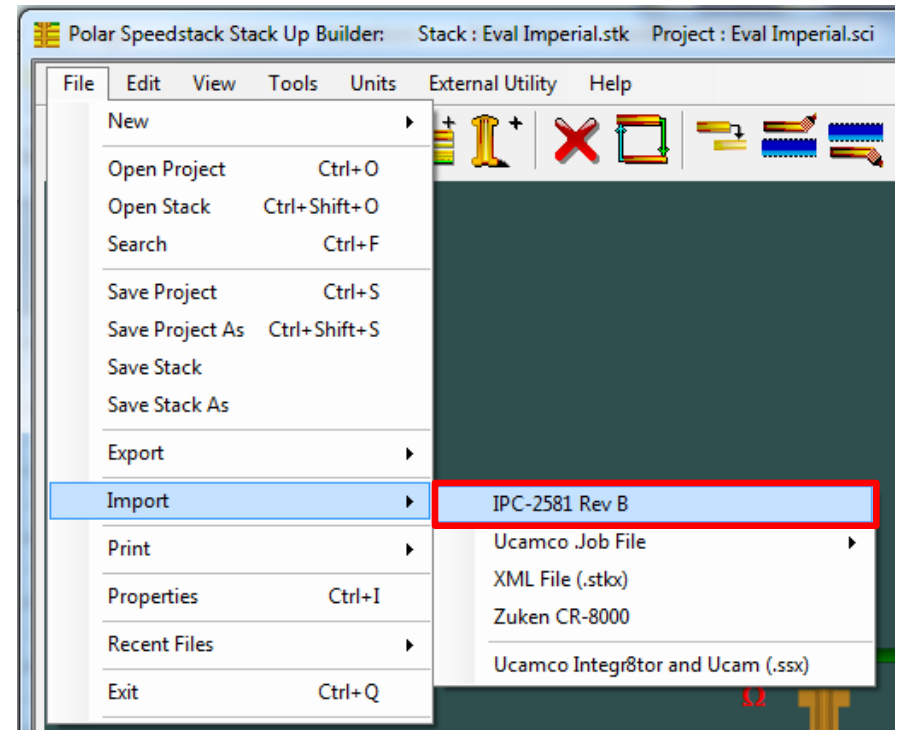 Polar Speedstack Stack Up Builder: Stack : Eval Imperial.stk Project : Eval Imperial.sci
File Edit View Tools Units External Utility Help
New
Open Project Ctrl+O
Open Stack Ctrl+Shift+O
Search Ctrl+F
Save Project Ctrl+S
Save Project As Ctrl+Shift+S
Save Stack
Save Stack As
Export
Import
IPC-2581 Rev B
Ucamco .Job File
XML File (.stkx)
Zuken CR-8000
Ucamco Integr8tor and Ucam (.ssx)
Print
Properties Ctrl+I
Recent Files
Exit Ctrl+Q
Ω